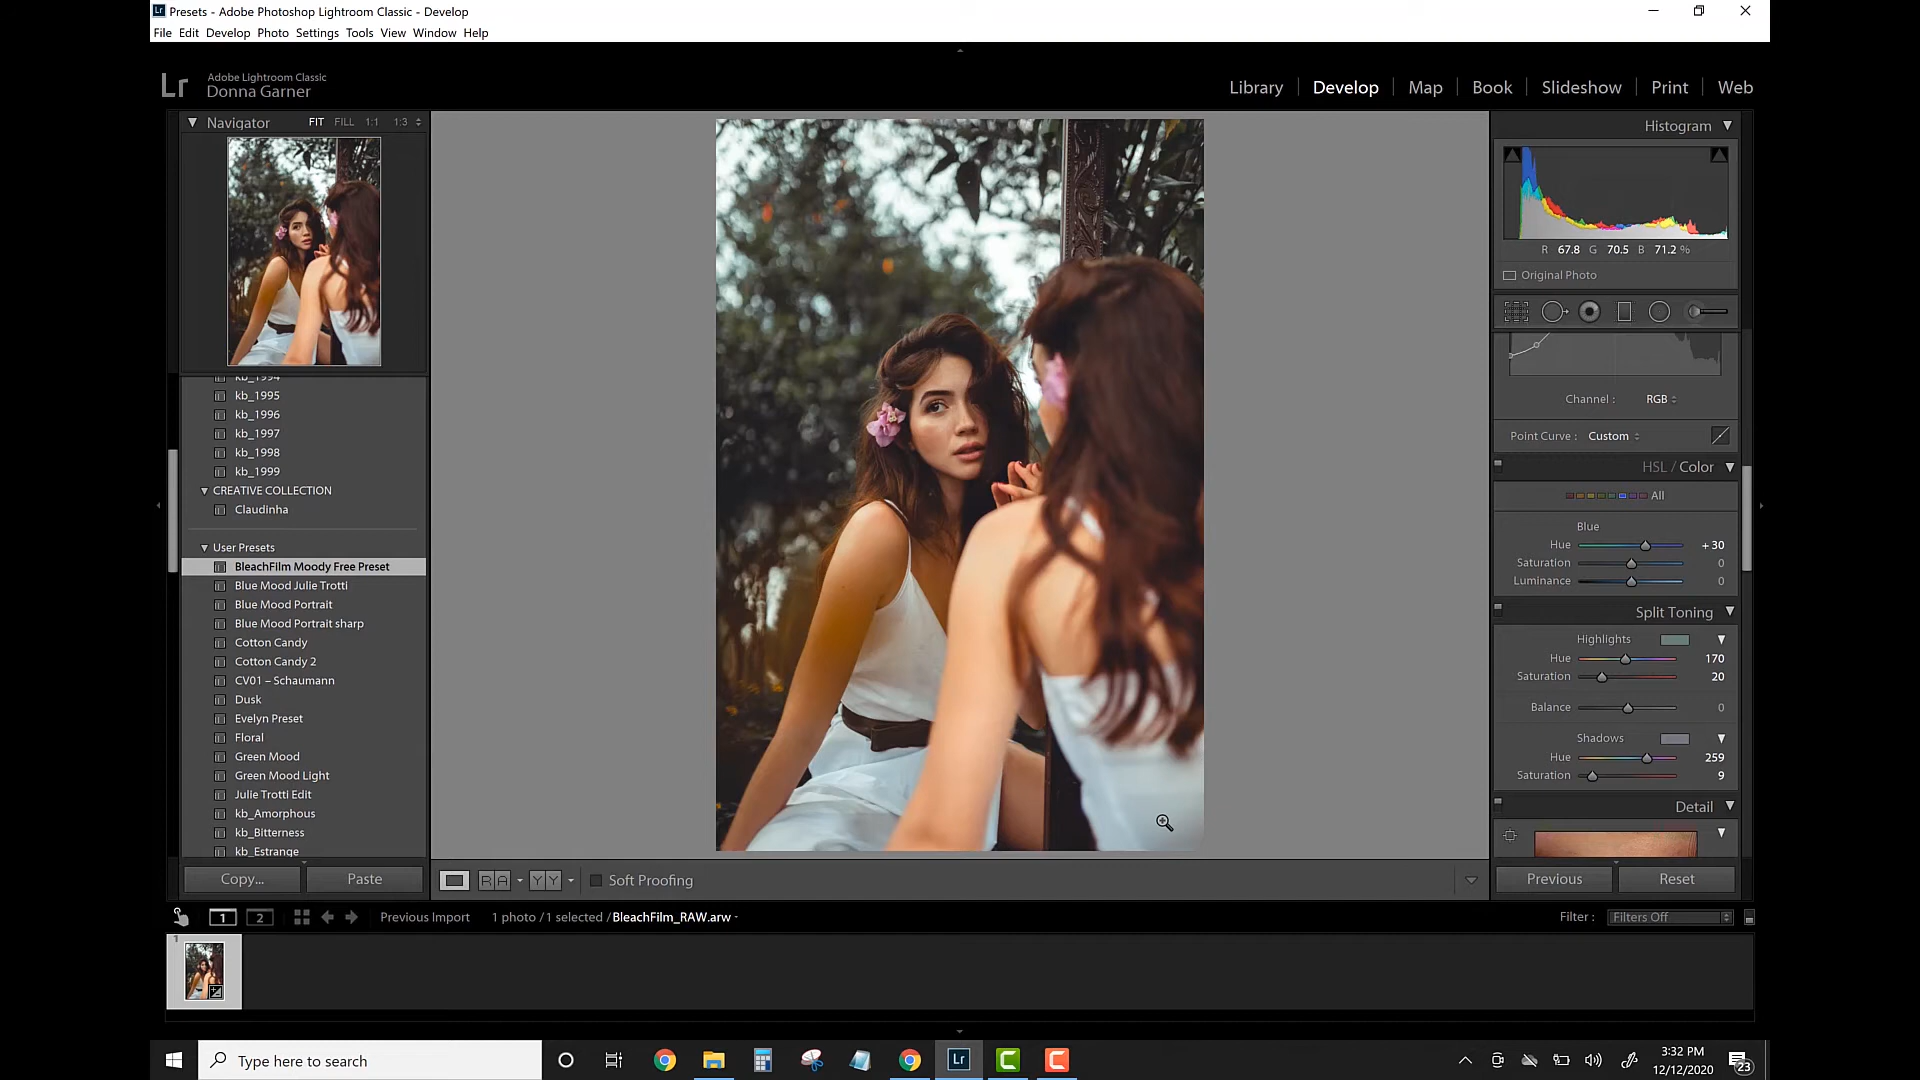 Lr Presets - Adobe Photoshop Lightroom Classic - Develop
File Edit Develop Photo Settings Tools View Window Help
Lr Adobe Lightroom Classic
Donna Garner
Library Develop Map Book Slideshow Print Web
Navigator FIT FILL 1:1 1:3
kb_1994
kb_1995
kb_1996
kb_1997
kb_1998
kb_1999
CREATIVE COLLECTION
Claudinha
User Presets
BleachFilm Moody Free Preset
Blue Mood Julie Trotti
Blue Mood Portrait
Blue Mood Portrait sharp
Cotton Candy
Cotton Candy 2
CV01 – Schaumann
Dusk
Evelyn Preset
Floral
Green Mood
Green Mood Light
Julie Trotti Edit
kb_Amorphous
kb_Bitterness
kb_Estrange
Copy... Paste
Histogram
R 67.8 G 70.5 B 71.2 %
Original Photo
Channel : RGB
Point Curve : Custom
HSL / Color
All
Blue
Hue + 30
Saturation 0
Luminance 0
Split Toning
Highlights
Hue 170
Saturation 20
Balance 0
Shadows
Hue 259
Saturation 9
Detail
Previous Reset
R A Y Y Soft Proofing
1 2 Previous Import 1 photo / 1 selected / BleachFilm_RAW.arw
Filter : Filters Off
1
Type here to search
Lr
3:32 PM
12/12/2020
23